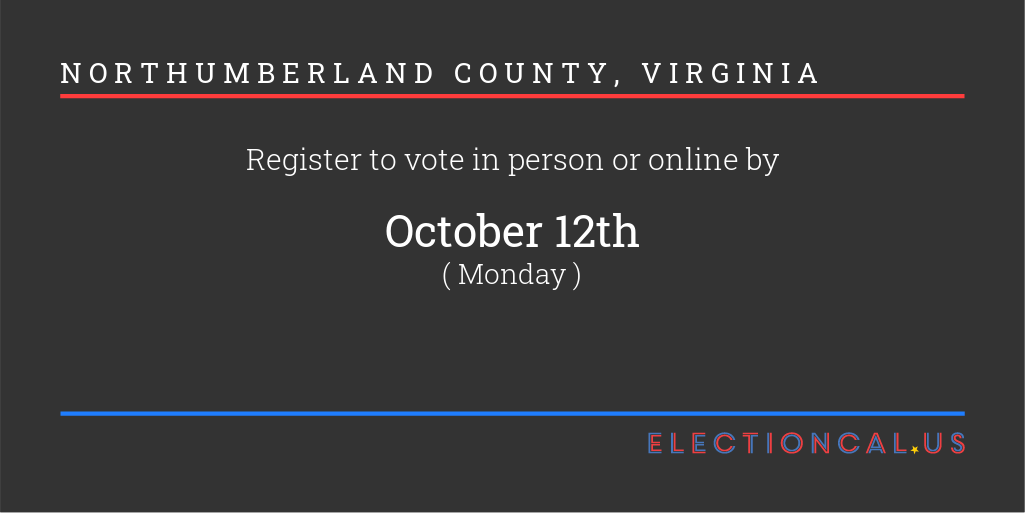 NORTHUMBERLAND COUNTY, VIRGINIA
Register to vote in person or online by
October 12th
( Monday )
ELECTIONCAL.US